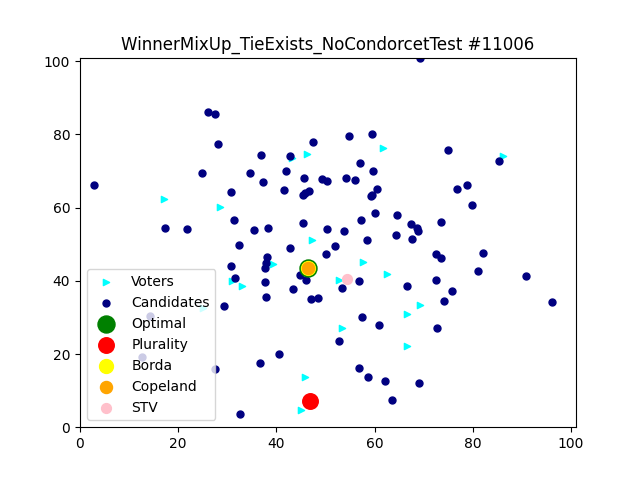 WinnerMixUp_TieExists_NoCondorcetTest #11006
100
80
60
40
20
0
Voters
Candidates
Optimal
Plurality
Borda
Copeland
STV
0 20 40 60 80 100